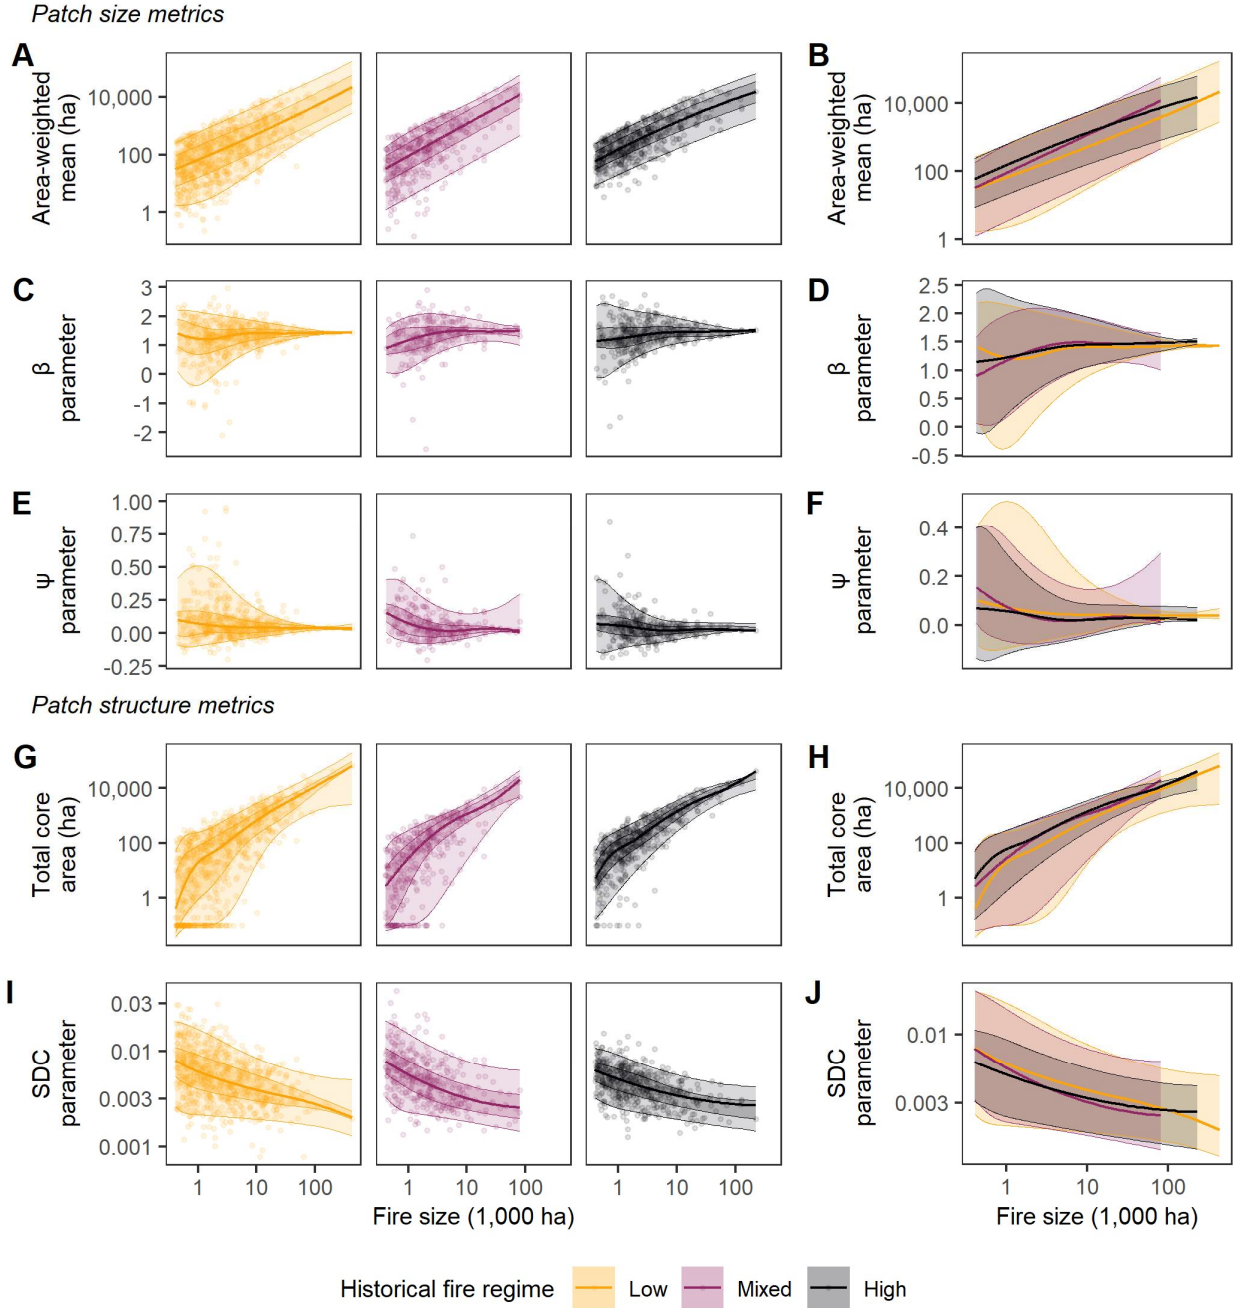 Patch size metrics
A
B
Area-weighted
mean (ha)
10,000
100
1
Area-weighted
mean (ha)
10,000
100
1
C
D
β
parameter
3
2
1
0
-1
-2
β
parameter
2.5
2.0
1.5
1.0
0.5
0.0
-0.5
E
F
ψ
parameter
1.00
0.75
0.50
0.25
0.00
-0.25
ψ
parameter
0.4
0.2
0.0
Patch structure metrics
G
H
Total core
area (ha)
10,000
100
1
Total core
area (ha)
10,000
100
1
I
J
SDC
parameter
0.03
0.01
0.003
0.001
SDC
parameter
0.01
0.003
1 10 100
1 10 100
1 10 100
1 10 100
Fire size (1,000 ha)
Fire size (1,000 ha)
Historical fire regime Low Mixed High